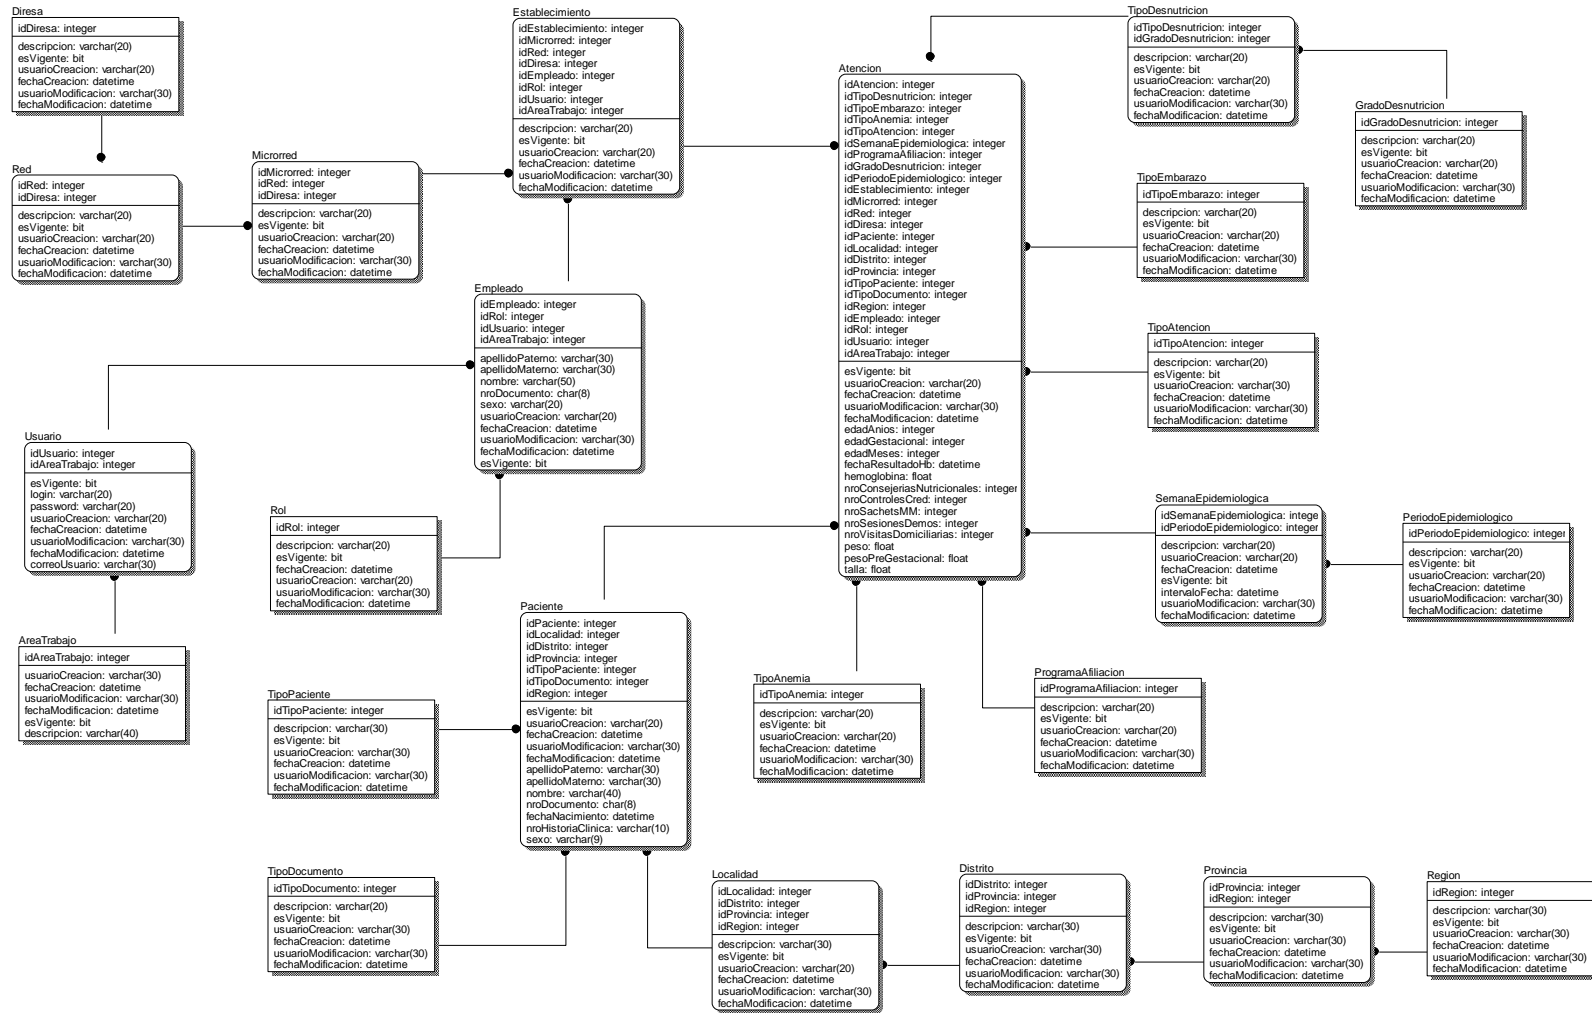 Diresa
idDiresa: integer
descripcion: varchar(20)
esVigente: bit
usuarioCreacion: varchar(20)
fechaCreacion: datetime
usuarioModificacion: varchar(30)
fechaModificacion: datetime
Red
idRed: integer
idDiresa: integer
descripcion: varchar(20)
esVigente: bit
usuarioCreacion: varchar(20)
fechaCreacion: datetime
usuarioModificacion: varchar(30)
fechaModificacion: datetime
Microrred
idMicrorred: integer
idRed: integer
idDiresa: integer
descripcion: varchar(20)
esVigente: bit
usuarioCreacion: varchar(20)
fechaCreacion: datetime
usuarioModificacion: varchar(30)
fechaModificacion: datetime
Establecimiento
idEstablecimiento: integer
idMicrorred: integer
idRed: integer
idDiresa: integer
idEmpleado: integer
idRol: integer
idUsuario: integer
idAreaTrabajo: integer
descripcion: varchar(20)
esVigente: bit
usuarioCreacion: varchar(20)
fechaCreacion: datetime
usuarioModificacion: varchar(30)
fechaModificacion: datetime
Empleado
idEmpleado: integer
idRol: integer
idUsuario: integer
idAreaTrabajo: integer
apellidoPaterno: varchar(30)
apellidoMaterno: varchar(30)
nombre: varchar(50)
nroDocumento: char(8)
sexo: varchar(20)
usuarioCreacion: varchar(20)
fechaCreacion: datetime
usuarioModificacion: varchar(30)
fechaModificacion: datetime
esVigente: bit
Usuario
idUsuario: integer
idAreaTrabajo: integer
esVigente: bit
login: varchar(20)
password: varchar(20)
usuarioCreacion: varchar(20)
fechaCreacion: datetime
usuarioModificacion: varchar(30)
fechaModificacion: datetime
correoUsuario: varchar(30)
Rol
idRol: integer
descripcion: varchar(20)
esVigente: bit
fechaCreacion: datetime
usuarioCreacion: varchar(20)
usuarioModificacion: varchar(30)
fechaModificacion: datetime
AreaTrabajo
idAreaTrabajo: integer
usuarioCreacion: varchar(30)
fechaCreacion: datetime
usuarioModificacion: varchar(30)
fechaModificacion: datetime
esVigente: bit
descripcion: varchar(40)
Atencion
idAtencion: integer
idTipoDesnutricion: integer
idTipoEmbarazo: integer
idTipoAnemia: integer
idTipoAtencion: integer
idSemanaEpidemiologica: integer
idProgramaAfiliacion: integer
idGradoDesnutricion: integer
idPeriodoEpidemiologico: integer
idEstablecimiento: integer
idMicrorred: integer
idRed: integer
idDiresa: integer
idPaciente: integer
idLocalidad: integer
idDistrito: integer
idProvincia: integer
idTipoPaciente: integer
idTipoDocumento: integer
idRegion: integer
idEmpleado: integer
idRol: integer
idUsuario: integer
idAreaTrabajo: integer
esVigente: bit
usuarioCreacion: varchar(20)
fechaCreacion: datetime
usuarioModificacion: varchar(30)
fechaModificacion: datetime
edadAnios: integer
edadGestacional: integer
edadMeses: integer
fechaResultadoHb: datetime
hemoglobina: float
nroConsejeriasNutricionales: integer
nroControlesCred: integer
nroSachetsMM: integer
nroSesionesDemos: integer
nroVisitasDomiciliarias: integer
peso: float
pesoPreGestacional: float
talla: float
TipoDesnutricion
idTipoDesnutricion: integer
idGradoDesnutricion: integer
descripcion: varchar(20)
esVigente: bit
usuarioCreacion: varchar(20)
fechaCreacion: datetime
usuarioModificacion: varchar(30)
fechaModificacion: datetime
GradoDesnutricion
idGradoDesnutricion: integer
descripcion: varchar(20)
esVigente: bit
usuarioCreacion: varchar(20)
fechaCreacion: datetime
usuarioModificacion: varchar(30)
fechaModificacion: datetime
TipoEmbarazo
idTipoEmbarazo: integer
descripcion: varchar(20)
esVigente: bit
usuarioCreacion: varchar(20)
fechaCreacion: datetime
usuarioModificacion: varchar(30)
fechaModificacion: datetime
TipoAtencion
idTipoAtencion: integer
descripcion: varchar(20)
esVigente: bit
usuarioCreacion: varchar(30)
fechaCreacion: datetime
usuarioModificacion: varchar(30)
fechaModificacion: datetime
SemanaEpidemiologica
idSemanaEpidemiologica: intege
idPeriodoEpidemiologico: integer
descripcion: varchar(20)
usuarioCreacion: varchar(20)
fechaCreacion: datetime
esVigente: bit
intervaloFecha: datetime
usuarioModificacion: varchar(30)
fechaModificacion: datetime
PeriodoEpidemiologico
idPeriodoEpidemiologico: integer
descripcion: varchar(20)
esVigente: bit
usuarioCreacion: varchar(20)
fechaCreacion: datetime
usuarioModificacion: varchar(30)
fechaModificacion: datetime
Paciente
idPaciente: integer
idLocalidad: integer
idDistrito: integer
idProvincia: integer
idTipoPaciente: integer
idTipoDocumento: integer
idRegion: integer
esVigente: bit
usuarioCreacion: varchar(20)
fechaCreacion: datetime
usuarioModificacion: varchar(30)
fechaModificacion: datetime
apellidoPaterno: varchar(30)
apellidoMaterno: varchar(30)
nombre: varchar(40)
nroDocumento: char(8)
fechaNacimiento: datetime
nroHistoriaClinica: varchar(10)
sexo: varchar(9)
TipoPaciente
idTipoPaciente: integer
descripcion: varchar(30)
esVigente: bit
usuarioCreacion: varchar(30)
fechaCreacion: datetime
usuarioModificacion: varchar(30)
fechaModificacion: datetime
TipoAnemia
idTipoAnemia: integer
descripcion: varchar(20)
esVigente: bit
usuarioCreacion: varchar(20)
fechaCreacion: datetime
usuarioModificacion: varchar(30)
fechaModificacion: datetime
ProgramaAfiliacion
idProgramaAfiliacion: integer
descripcion: varchar(20)
esVigente: bit
usuarioCreacion: varchar(20)
fechaCreacion: datetime
usuarioModificacion: varchar(30)
fechaModificacion: datetime
TipoDocumento
idTipoDocumento: integer
descripcion: varchar(20)
esVigente: bit
usuarioCreacion: varchar(30)
fechaCreacion: datetime
usuarioModificacion: varchar(30)
fechaModificacion: datetime
Localidad
idLocalidad: integer
idDistrito: integer
idProvincia: integer
idRegion: integer
descripcion: varchar(30)
esVigente: bit
usuarioCreacion: varchar(20)
fechaCreacion: datetime
usuarioModificacion: varchar(30)
fechaModificacion: datetime
Distrito
idDistrito: integer
idProvincia: integer
idRegion: integer
descripcion: varchar(30)
esVigente: bit
usuarioCreacion: varchar(30)
fechaCreacion: datetime
usuarioModificacion: varchar(30)
fechaModificacion: datetime
Provincia
idProvincia: integer
idRegion: integer
descripcion: varchar(30)
esVigente: bit
usuarioCreacion: varchar(30)
fechaCreacion: datetime
usuarioModificacion: varchar(30)
fechaModificacion: datetime
Region
idRegion: integer
descripcion: varchar(30)
esVigente: bit
usuarioCreacion: varchar(30)
fechaCreacion: datetime
usuarioModificacion: varchar(30)
fechaModificacion: datetime